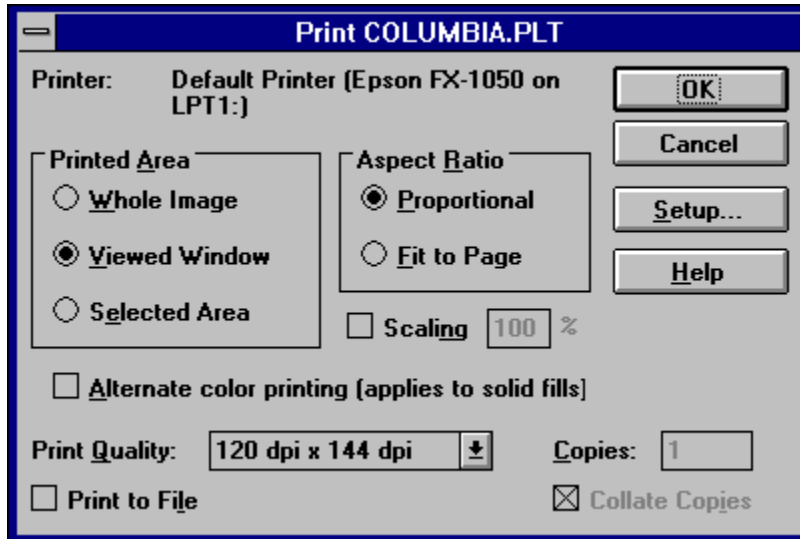 Print COLUMBIA.PLT
Printer: Default Printer (Epson FX-1050 on
LPT1:)
OK
Cancel
Setup...
Help
Printed Area
Whole Image
Viewed Window
Selected Area
Aspect Ratio
Proportional
Fit to Page
Scaling 100 %
Alternate color printing (applies to solid fills)
Print Quality: 120 dpi x 144 dpi
Copies: 1
Print to File
Collate Copies